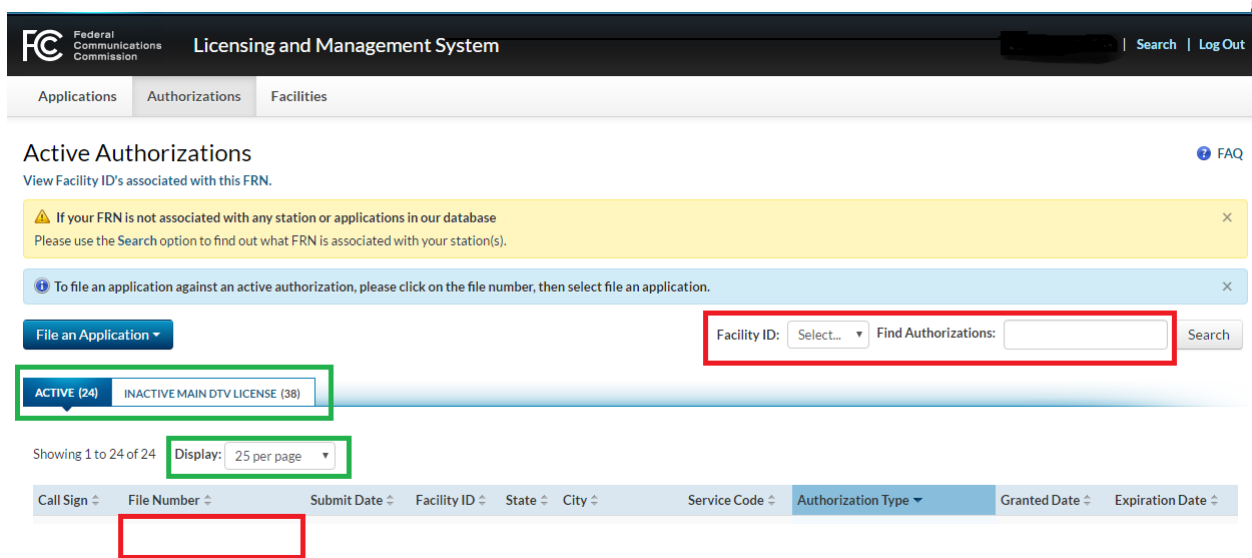 FCC Federal Communications Commission
Licensing and Management System
| Search | Log Out
Applications Authorizations Facilities
Active Authorizations
FAQ
View Facility ID's associated with this FRN.
If your FRN is not associated with any station or applications in our database
Please use the Search option to find out what FRN is associated with your station(s).
To file an application against an active authorization, please click on the file number, then select file an application.
File an Application
Facility ID: Select... Find Authorizations: Search
ACTIVE (24) INACTIVE MAIN DTV LICENSE (38)
Showing 1 to 24 of 24 Display: 25 per page
Call Sign File Number Submit Date Facility ID State City Service Code Authorization Type Granted Date Expiration Date